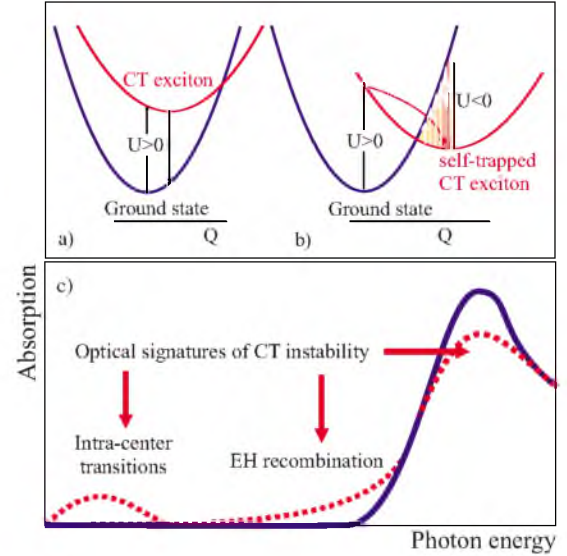 CT exciton
U>0
Ground state
Q
a)
U>0
U<0
self-trapped
CT exciton
Ground state
Q
b)
c)
Absorption
Optical signatures of CT instability
Intra-center
transitions
EH recombination
Photon energy